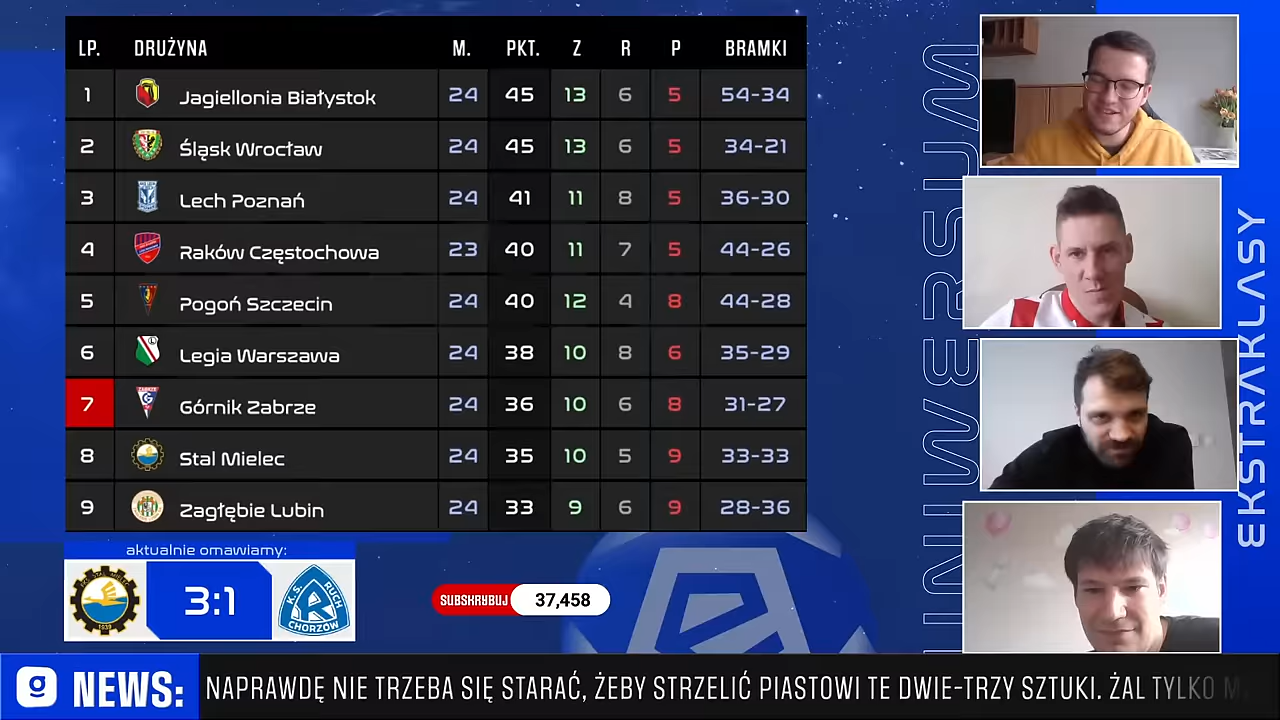 LP. DRUŻYNA M. PKT. Z R P BRAMKI
1 Jagiellonia Białystok 24 45 13 6 5 54-34
2 Śląsk Wrocław 24 45 13 6 5 34-21
3 Lech Poznań 24 41 11 8 5 36-30
4 Raków Częstochowa 23 40 11 7 5 44-26
5 Pogoń Szczecin 24 40 12 4 8 44-28
6 Legia Warszawa 24 38 10 8 6 35-29
7 Górnik Zabrze 24 36 10 6 8 31-27
8 Stal Mielec 24 35 10 5 9 33-33
9 Zagłębie Lubin 24 33 9 6 9 28-36
UNIWERSUM
EKSTRAKLASY
aktualnie omawiamy:
STAL MIELEC
1939
3:1
K.S. RUCH
CHORZÓW
SUBSKRYBUJ 37,458
g NEWS: NAPRAWDĘ NIE TRZEBA SIĘ STARAĆ, ŻEBY STRZELIĆ PIASTOWI TE DWIE-TRZY SZTUKI. ŻAL TYLKO